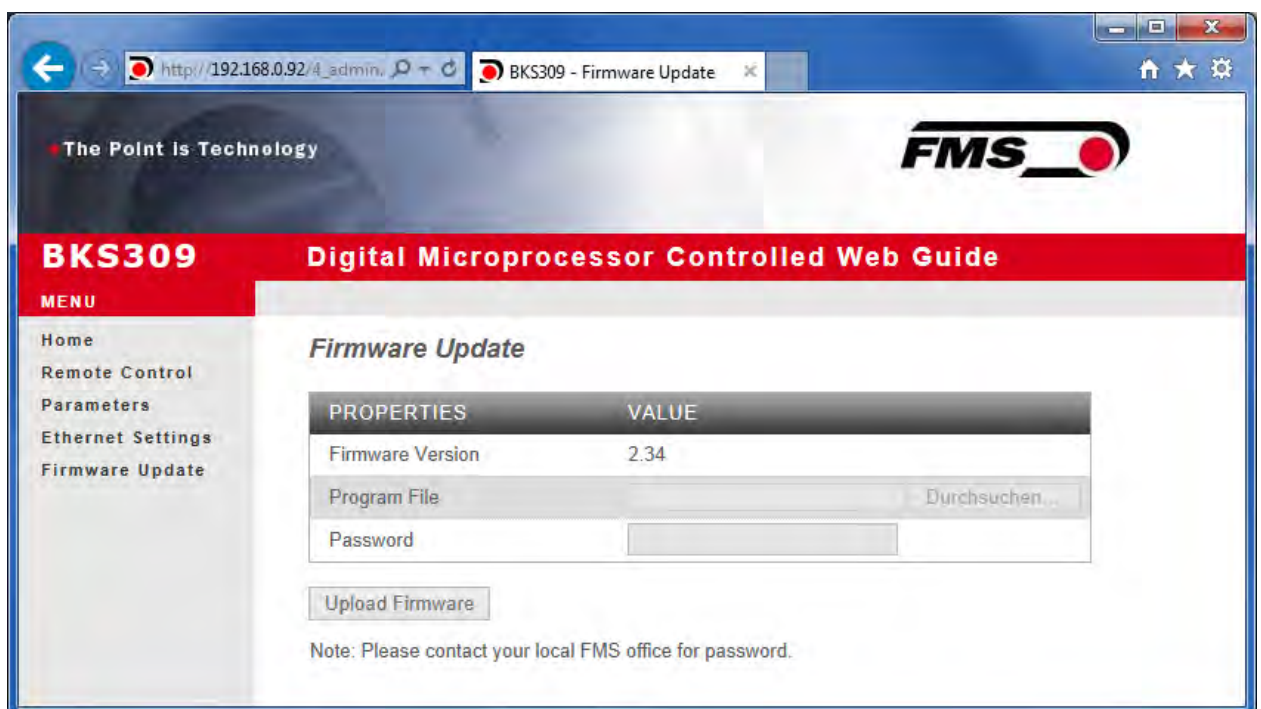 http://192.168.0.92/4_admin.
BKS309 - Firmware Update
The Point is Technology
FMS
BKS309 Digital Microprocessor Controlled Web Guide
MENU
Home
Remote Control
Parameters
Ethernet Settings
Firmware Update
Firmware Update
PROPERTIES VALUE
Firmware Version 2.34
Program File Durchsuchen...
Password
Upload Firmware
Note: Please contact your local FMS office for password.